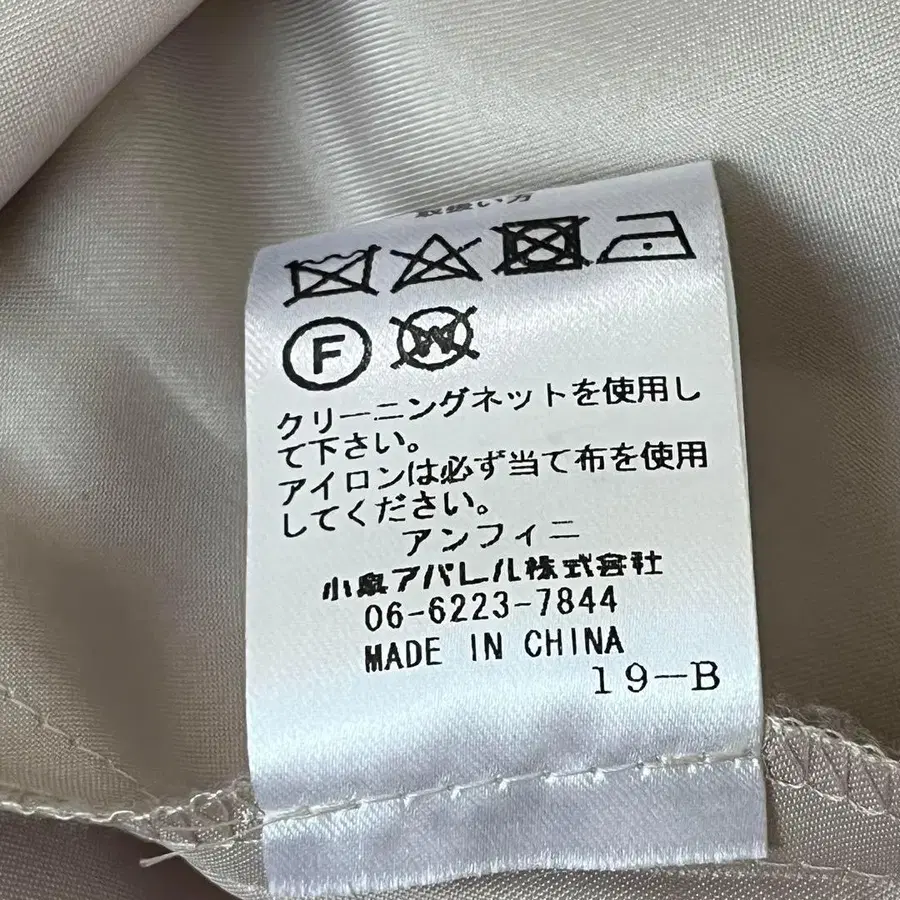 取扱い方
F
W
クリーニングネットを使用し
て下さい。
アイロンは必ず当て布を使用
してください。
アンフィニ
小泉アパレル株式会社
06-6223-7844
MADE IN CHINA
19-B